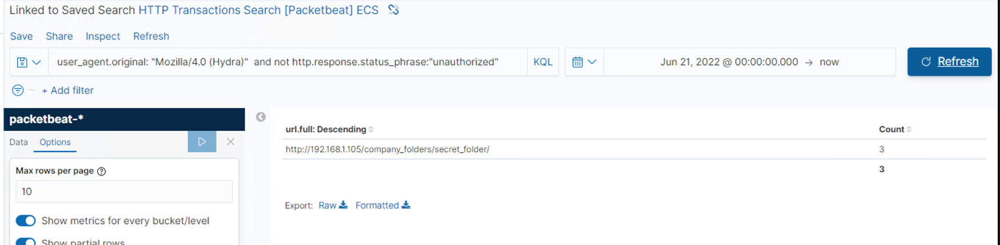 Linked to Saved Search HTTP Transactions Search [Packetbeat] ECS
Save Share Inspect Refresh
user_agent.original: "Mozilla/4.0 (Hydra)" and not http.response.status_phrase:"unauthorized" KQL Jun 21, 2022 @ 00:00:00.000 → now Refresh
+ Add filter
packetbeat-*
Data Options
Max rows per page
10
Show metrics for every bucket/level
Show partial rows
url.full: Descending Count
http://192.168.1.105/company_folders/secret_folder/ 3
3
Export: Raw Formatted